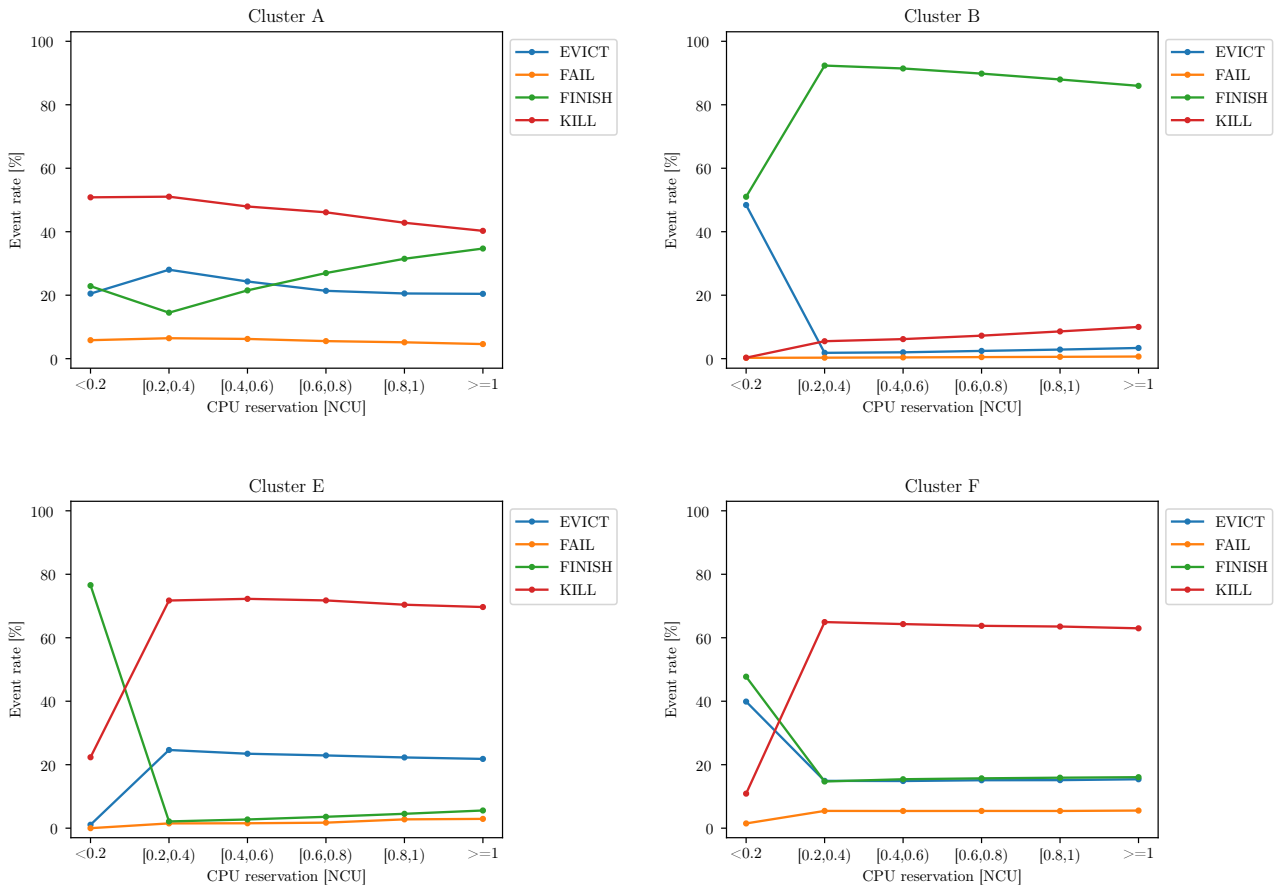 Cluster A
100
80
60
40
20
0
Event rate [%]
<0.2
[0.2,0.4)
[0.4,0.6)
[0.6,0.8)
[0.8,1)
>=1
CPU reservation [NCU]
EVICT
FAIL
FINISH
KILL
Cluster B
100
80
60
40
20
0
Event rate [%]
<0.2
[0.2,0.4)
[0.4,0.6)
[0.6,0.8)
[0.8,1)
>=1
CPU reservation [NCU]
EVICT
FAIL
FINISH
KILL
Cluster E
100
80
60
40
20
0
Event rate [%]
<0.2
[0.2,0.4)
[0.4,0.6)
[0.6,0.8)
[0.8,1)
>=1
CPU reservation [NCU]
EVICT
FAIL
FINISH
KILL
Cluster F
100
80
60
40
20
0
Event rate [%]
<0.2
[0.2,0.4)
[0.4,0.6)
[0.6,0.8)
[0.8,1)
>=1
CPU reservation [NCU]
EVICT
FAIL
FINISH
KILL